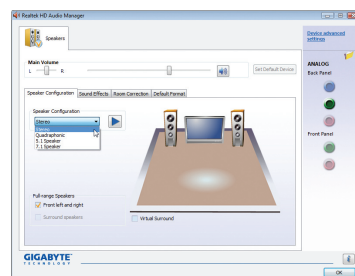 Realtek HD Audio Manager
Speakers
Device advanced settings
Main Volume
L
R
Set Default Device
ANALOG
Back Panel
Front Panel
Speaker Configuration
Sound Effects
Room Correction
Default Format
Speaker Configuration
Stereo
Stereo
Quadraphonic
5.1 Speaker
7.1 Speaker
Full-range Speakers
Front left and right
Surround speakers
Virtual Surround
GIGABYTE™
TECHNOLOGY
OK